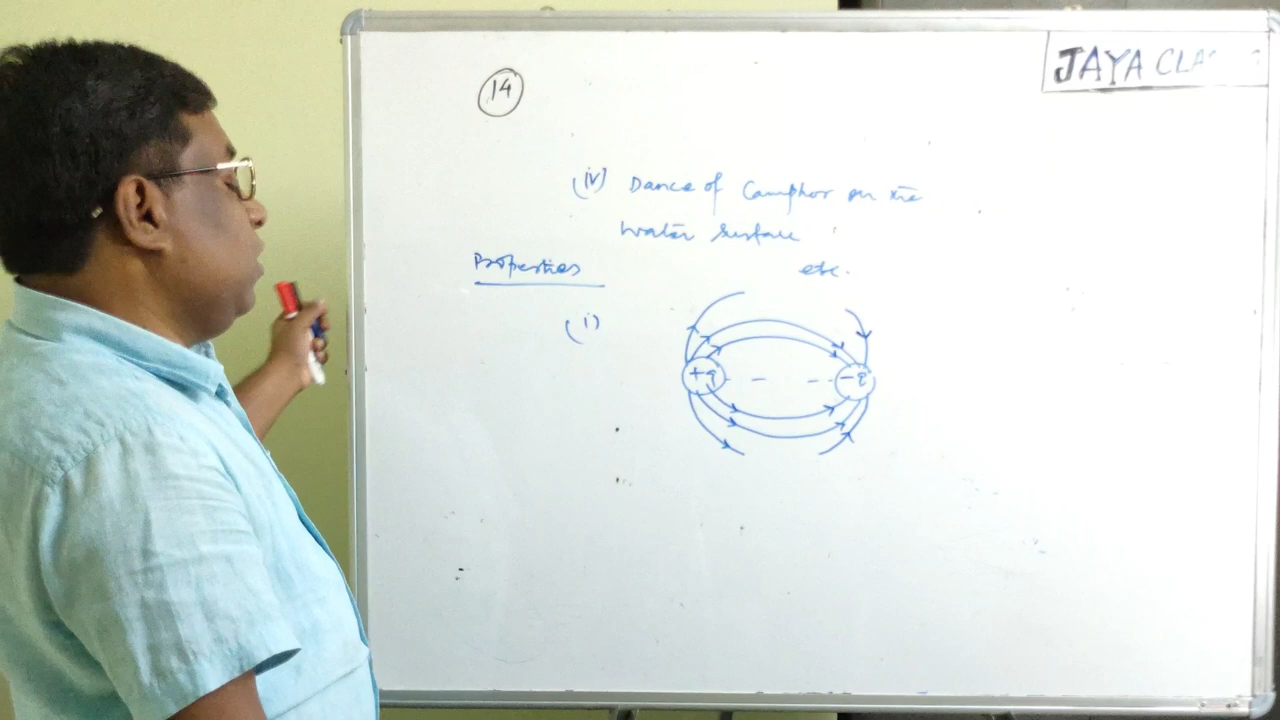 JAYA CLA
14
(iv) Dance of Camphor on the
water surface
etc.
Properties
(i)
+q - - - -q